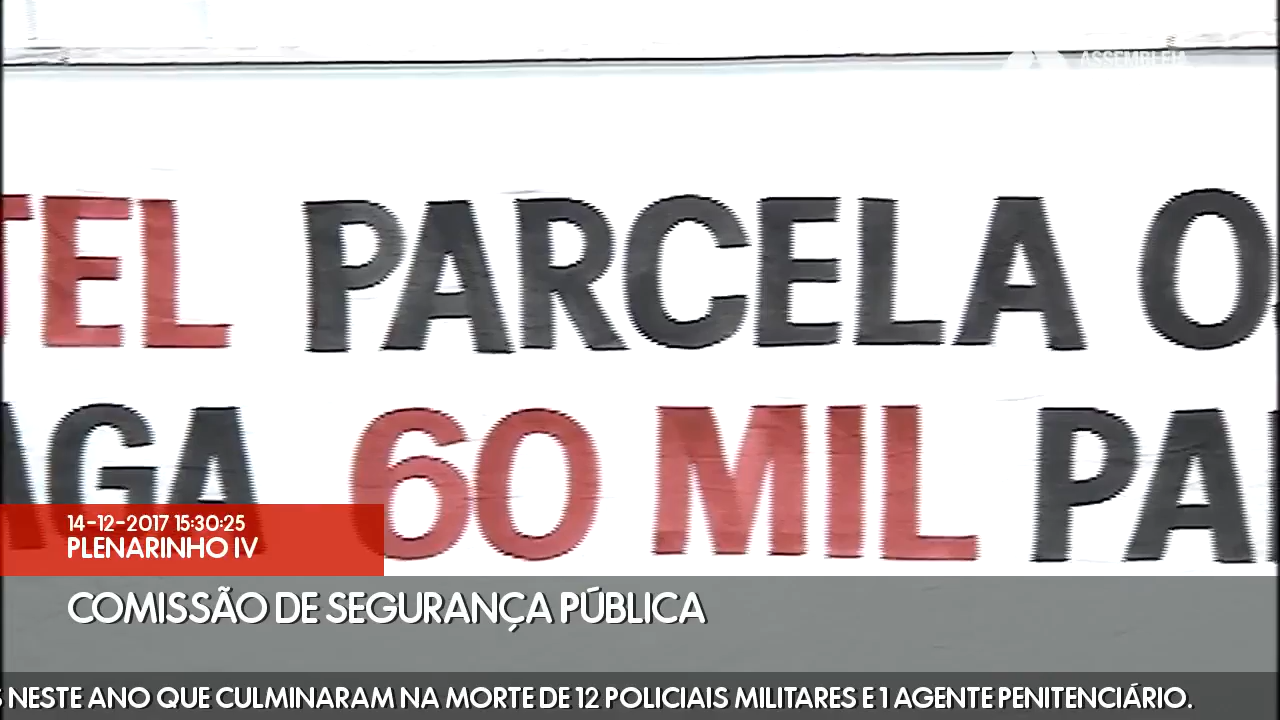 ASSEMBLEIA
TEL PARCELA O
AGA 60 MIL PA
14-12-2017 15:30:25
PLENARINHO IV
COMISSÃO DE SEGURANÇA PÚBLICA
S NESTE ANO QUE CULMINARAM NA MORTE DE 12 POLICIAIS MILITARES E 1 AGENTE PENITENCIÁRIO.